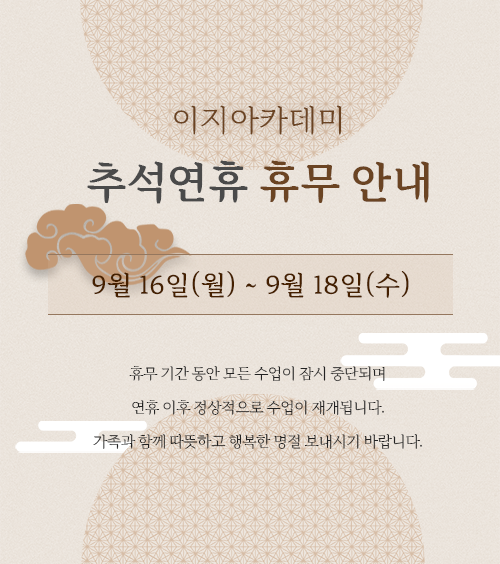 이지아카데미
추석연휴 휴무 안내
9월 16일(월) ~ 9월 18일(수)
휴무 기간 동안 모든 수업이 잠시 중단되며
연휴 이후 정상적으로 수업이 재개됩니다.
가족과 함께 따뜻하고 행복한 명절 보내시기 바랍니다.